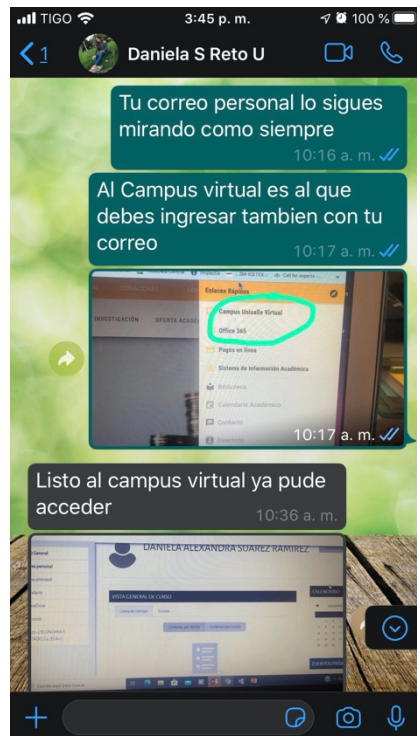 TIGO 3:45 p. m. 100 %
1 Daniela S Reto U
Tu correo personal lo sigues
mirando como siempre
10:16 a. m.
Al Campus virtual es al que
debes ingresar tambien con tu
correo
10:17 a. m.
Enlaces Rápidos
INVESTIGACIÓN OFERTA
Campus Unisalle Virtual
Office 365
Pagos en línea
Sistema de Información Académica
Biblioteca
Calendario Académico
Contacto
Directorio
10:17 a. m.
Listo al campus virtual ya pude
acceder
10:36 a. m.
DANIELA ALEXANDRA SUAREZ RAMIREZ
VISTA GENERAL DE CURSO
CALENDARIO